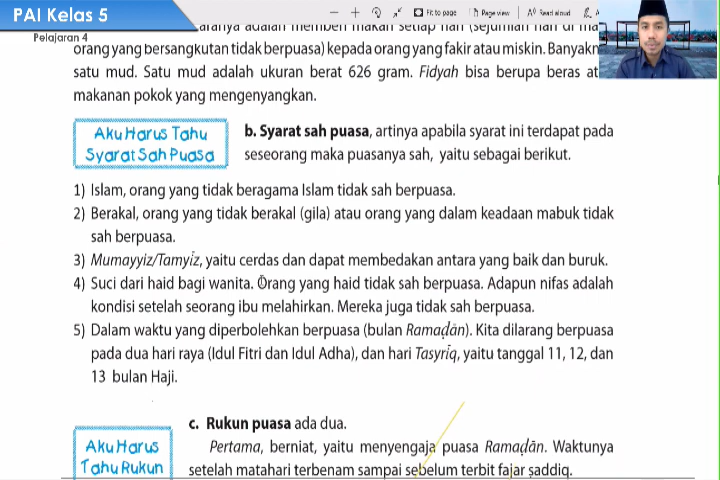 PAI Kelas 5
Pelajaran 4
Fit to page
Page view
Read aloud
orang yang bersangkutan tidak berpuasa) kepada orang yang fakir atau miskin.
satu mud. Satu mud adalah ukuran berat 626 gram. Fidyah bisa berupa beras
makanan pokok yang mengenyangkan.
Aku Harus Tahu
Syarat Sah Puasa
b. Syarat sah puasa, artinya apabila syarat ini terdapat pada
seseorang maka puasanya sah, yaitu sebagai berikut.
1) Islam, orang yang tidak beragama Islam tidak sah berpuasa.
2) Berakal, orang yang tidak berakal (gila) atau orang yang dalam keadaan mabuk tidak
sah berpuasa.
3) Mumayyiz/Tamyīz, yaitu cerdas dan dapat membedakan antara yang baik dan buruk.
4) Suci dari haid bagi wanita. Orang yang haid tidak sah berpuasa. Adapun nifas adalah
kondisi setelah seorang ibu melahirkan. Mereka juga tidak sah berpuasa.
5) Dalam waktu yang diperbolehkan berpuasa (bulan Ramaḍān). Kita dilarang berpuasa
pada dua hari raya (Idul Fitri dan Idul Adha), dan hari Tasyrīq, yaitu tanggal 11, 12, dan
13 bulan Haji.
c. Rukun puasa ada dua.
Aku Harus
Tahu Rukun
Pertama, berniat, yaitu menyengaja puasa Ramaḍān. Waktunya
setelah matahari terbenam sampai sebelum terbit fajar ṣaddiq.